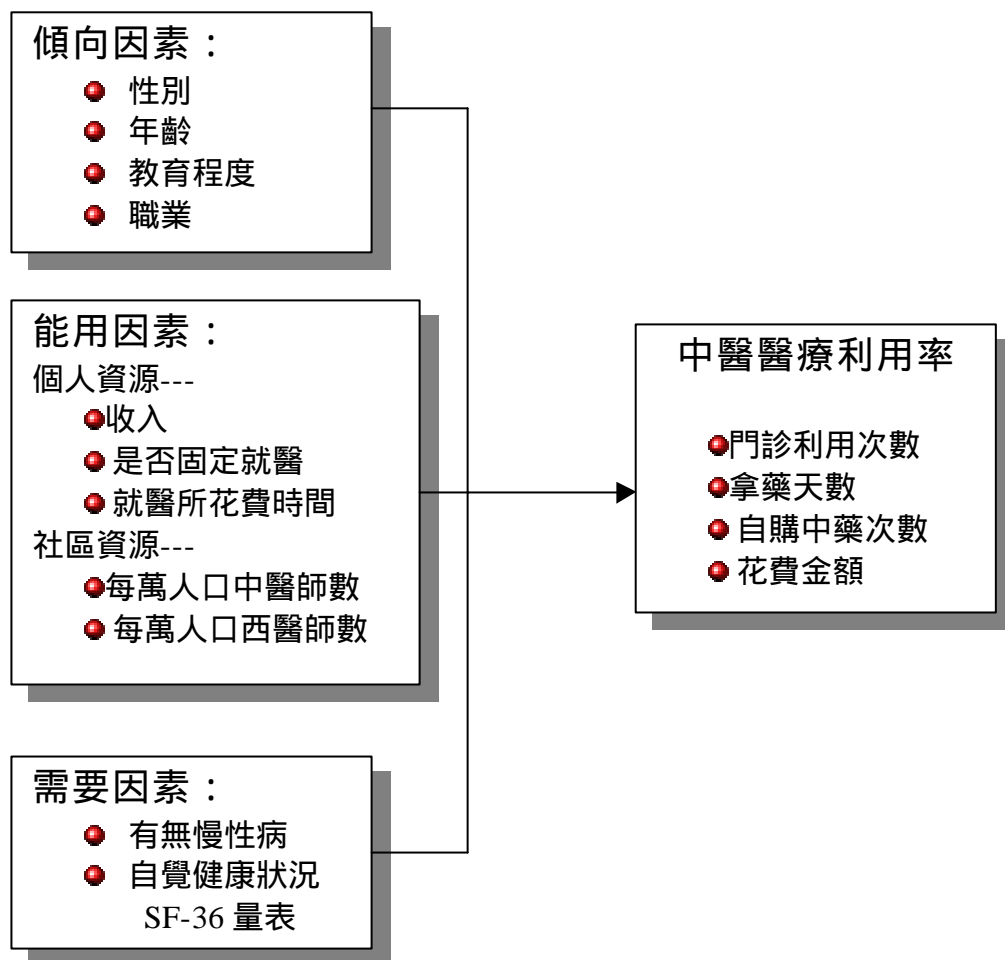 傾向因素：
性別
年齡
教育程度
職業
能用因素：
個人資源---
收入
是否固定就醫
就醫所花費時間
社區資源---
每萬人口中醫師數
每萬人口西醫師數
需要因素：
有無慢性病
自覺健康狀況
SF-36 量表
中醫醫療利用率
門診利用次數
拿藥天數
自購中藥次數
花費金額